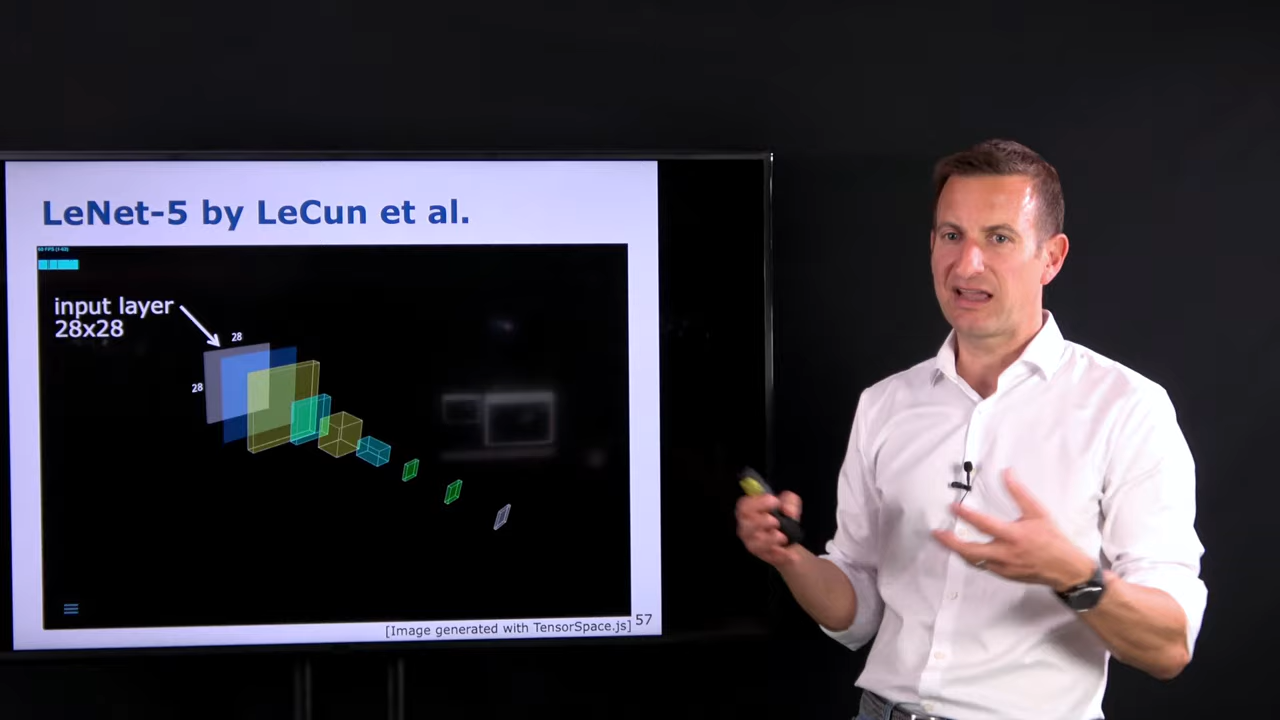 LeNet-5 by LeCun et al.
input layer
28x28
28
28
[Image generated with TensorSpace.js]
57